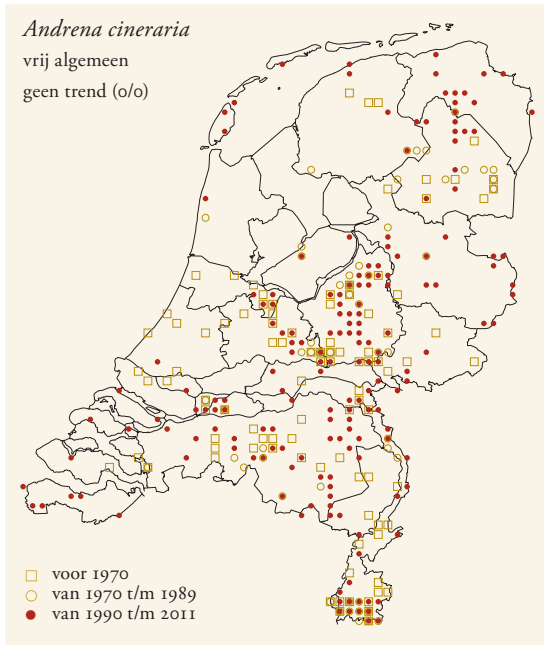 Andrena cineraria
vrij algemeen
geen trend (0/0)
voor 1970
van 1970 t/m 1989
van 1990 t/m 2011